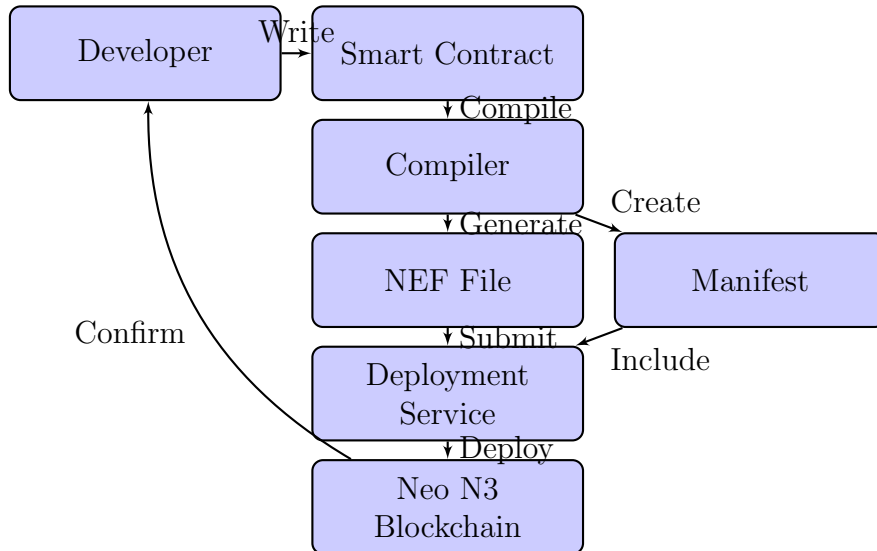 Developer
Write
Smart Contract
Compile
Compiler
Create
Generate
NEF File
Manifest
Confirm
Submit
Include
Deployment
Service
Deploy
Neo N3
Blockchain